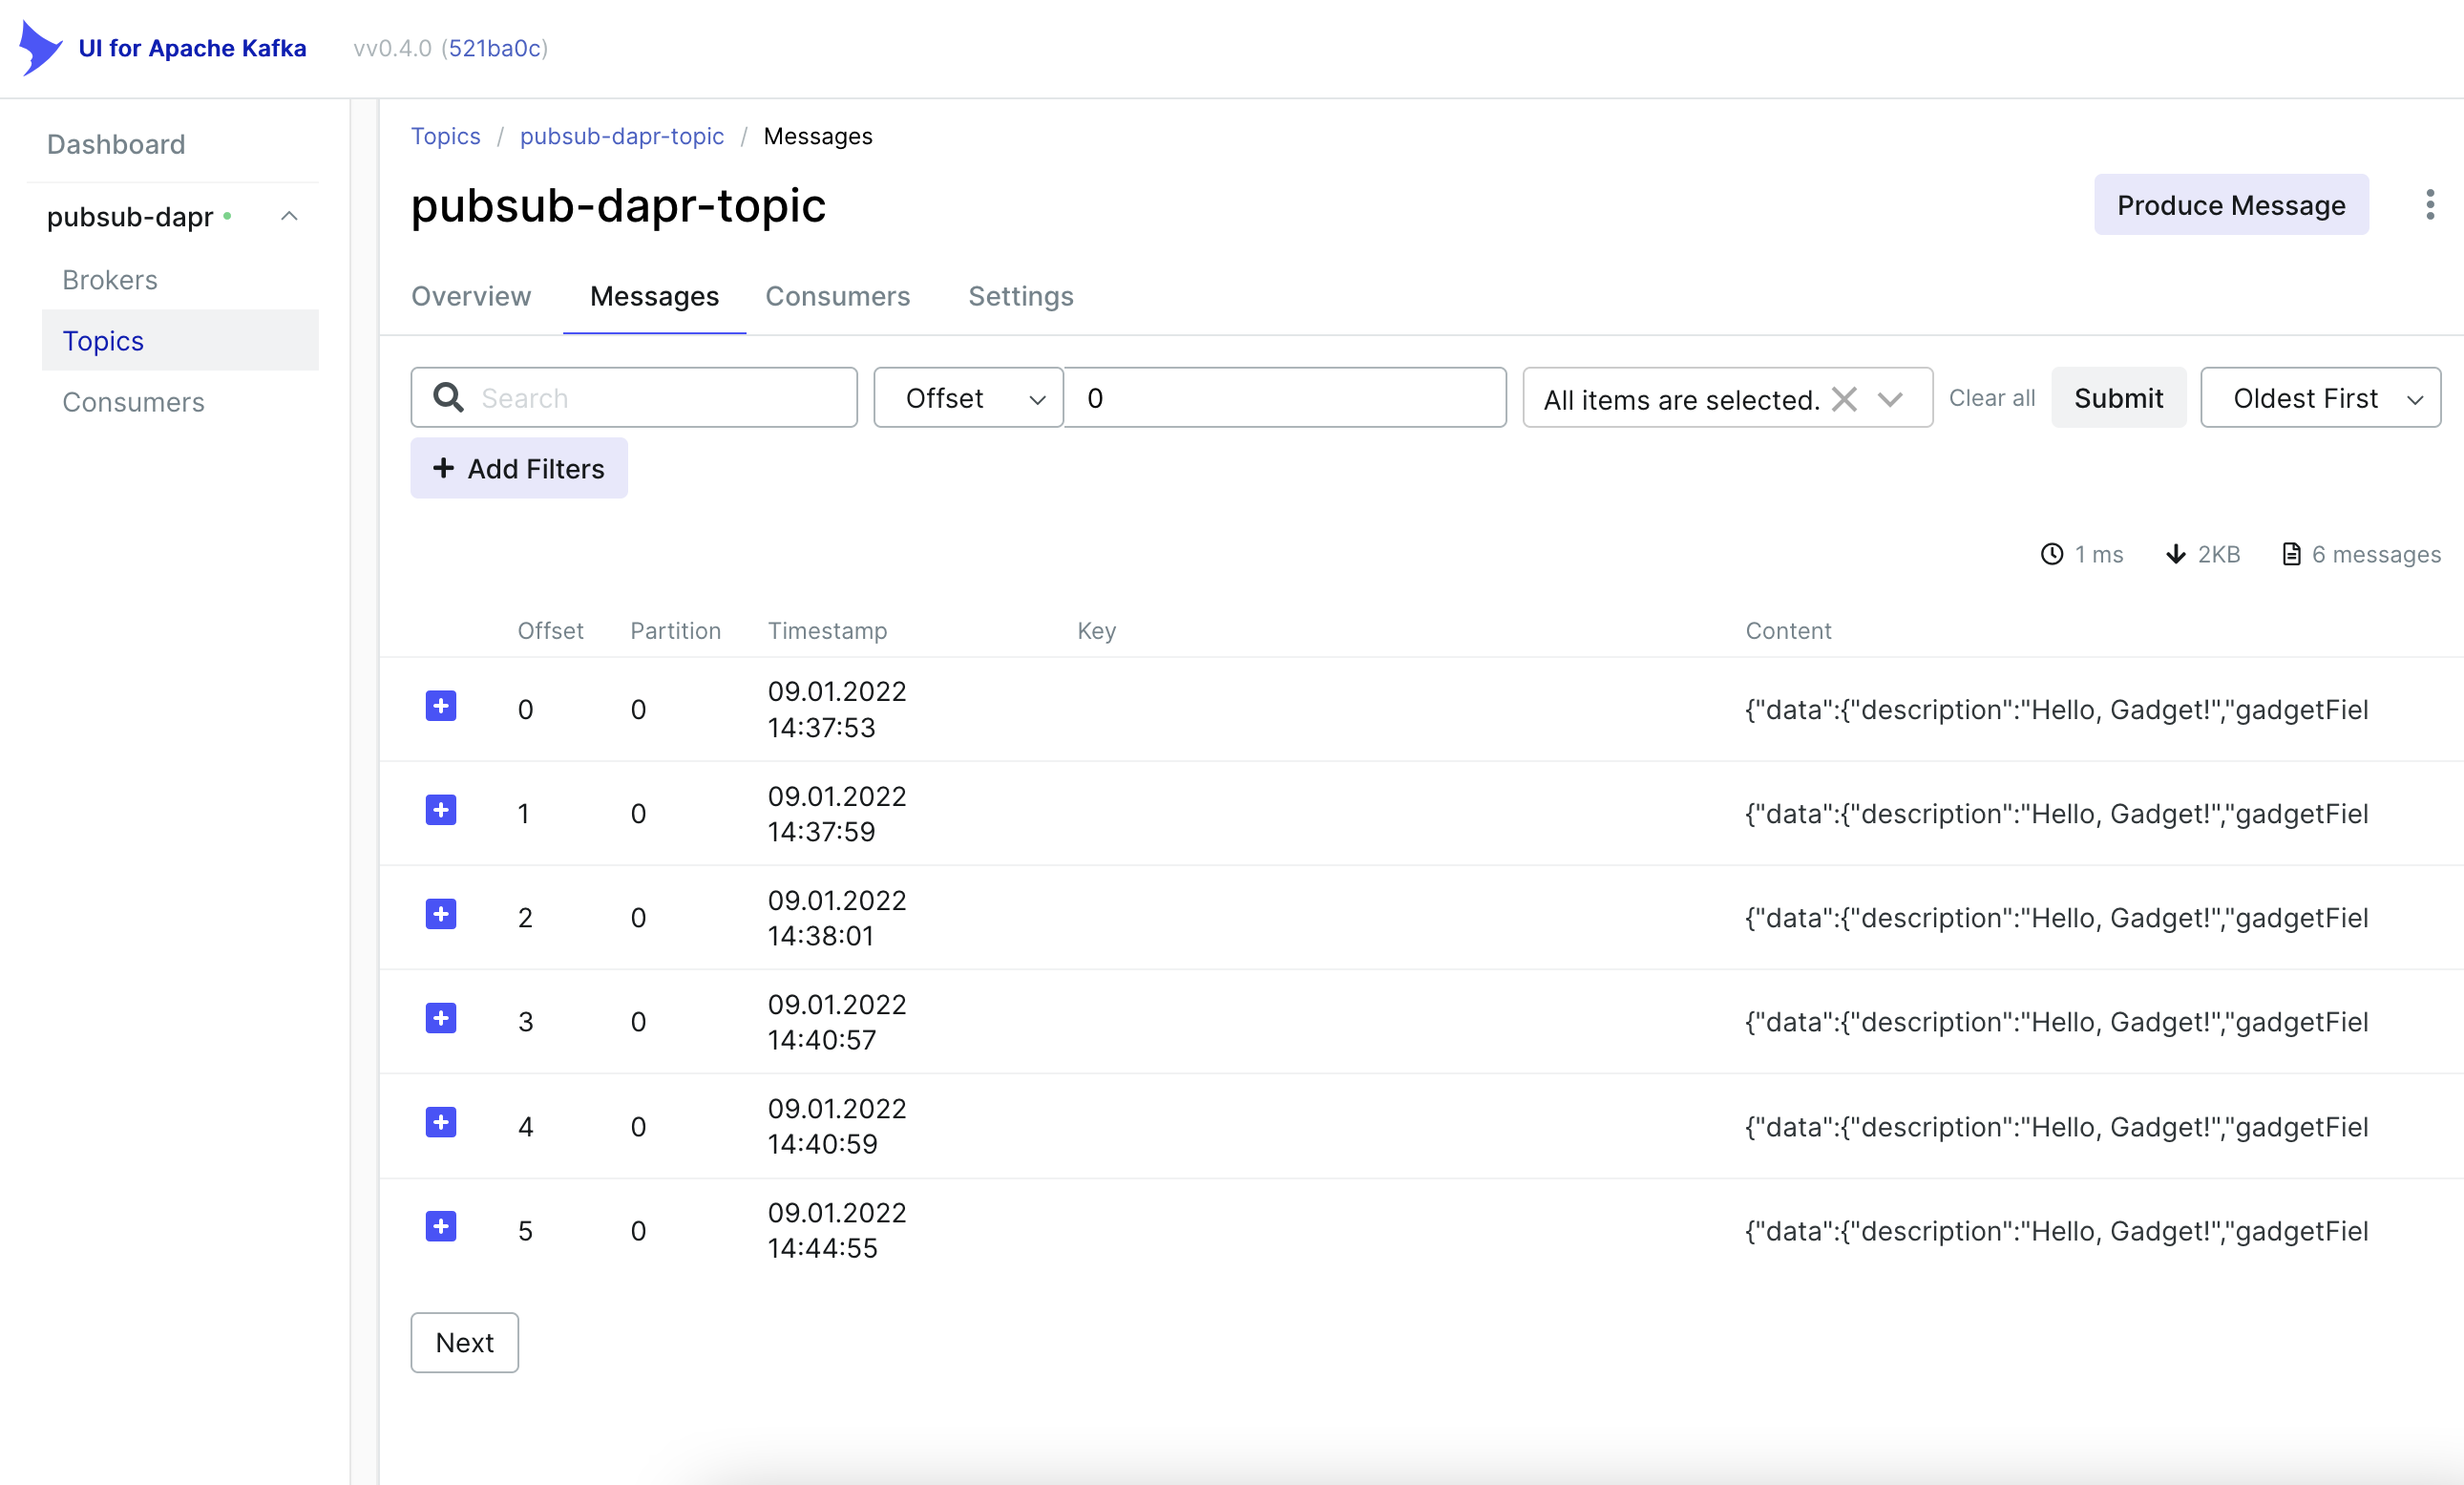 UI for Apache Kafka vv0.4.0 (521ba0c)
Dashboard
pubsub-dapr
Brokers
Topics
Consumers
Topics / pubsub-dapr-topic / Messages
pubsub-dapr-topic
Produce Message
Overview Messages Consumers Settings
Search Offset 0 All items are selected. Clear all Submit Oldest First
Add Filters
1 ms 2KB 6 messages
Offset Partition Timestamp Key Content
0 0 09.01.2022 14:37:53 {"data":{"description":"Hello, Gadget!","gadgetFiel
1 0 09.01.2022 14:37:59 {"data":{"description":"Hello, Gadget!","gadgetFiel
2 0 09.01.2022 14:38:01 {"data":{"description":"Hello, Gadget!","gadgetFiel
3 0 09.01.2022 14:40:57 {"data":{"description":"Hello, Gadget!","gadgetFiel
4 0 09.01.2022 14:40:59 {"data":{"description":"Hello, Gadget!","gadgetFiel
5 0 09.01.2022 14:44:55 {"data":{"description":"Hello, Gadget!","gadgetFiel
Next